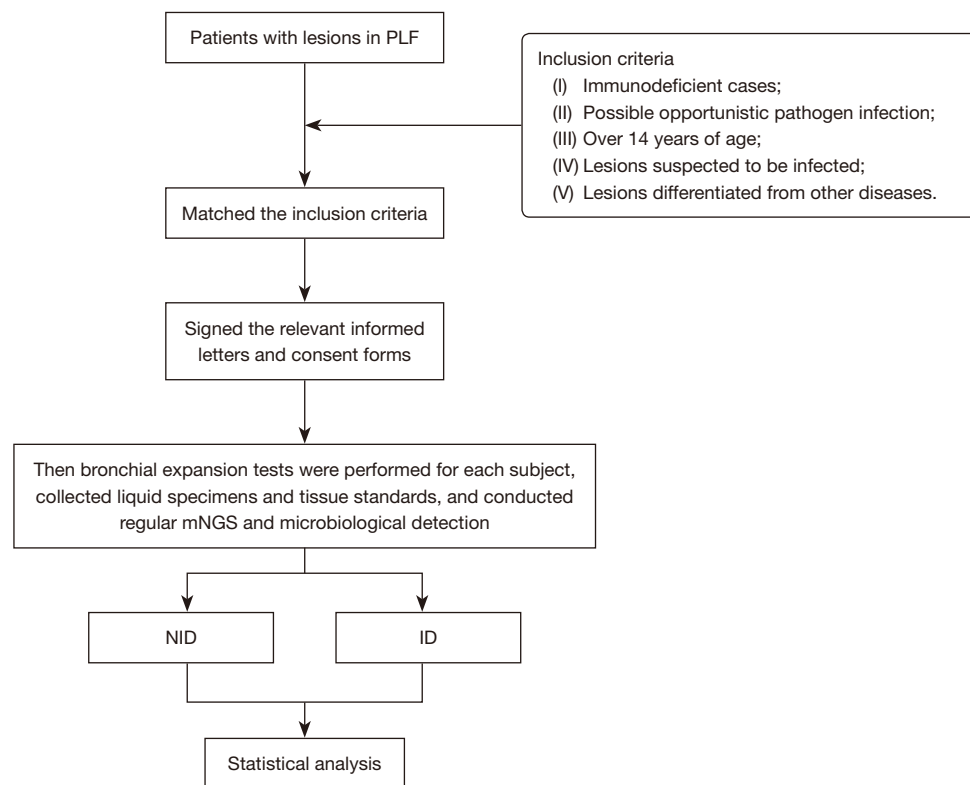 Patients with lesions in PLF
Inclusion criteria
(I) Immunodeficient cases;
(II) Possible opportunistic pathogen infection;
(III) Over 14 years of age;
(IV) Lesions suspected to be infected;
(V) Lesions differentiated from other diseases.
Matched the inclusion criteria
Signed the relevant informed
letters and consent forms
Then bronchial expansion tests were performed for each subject,
collected liquid specimens and tissue standards, and conducted
regular mNGS and microbiological detection
NID
ID
Statistical analysis